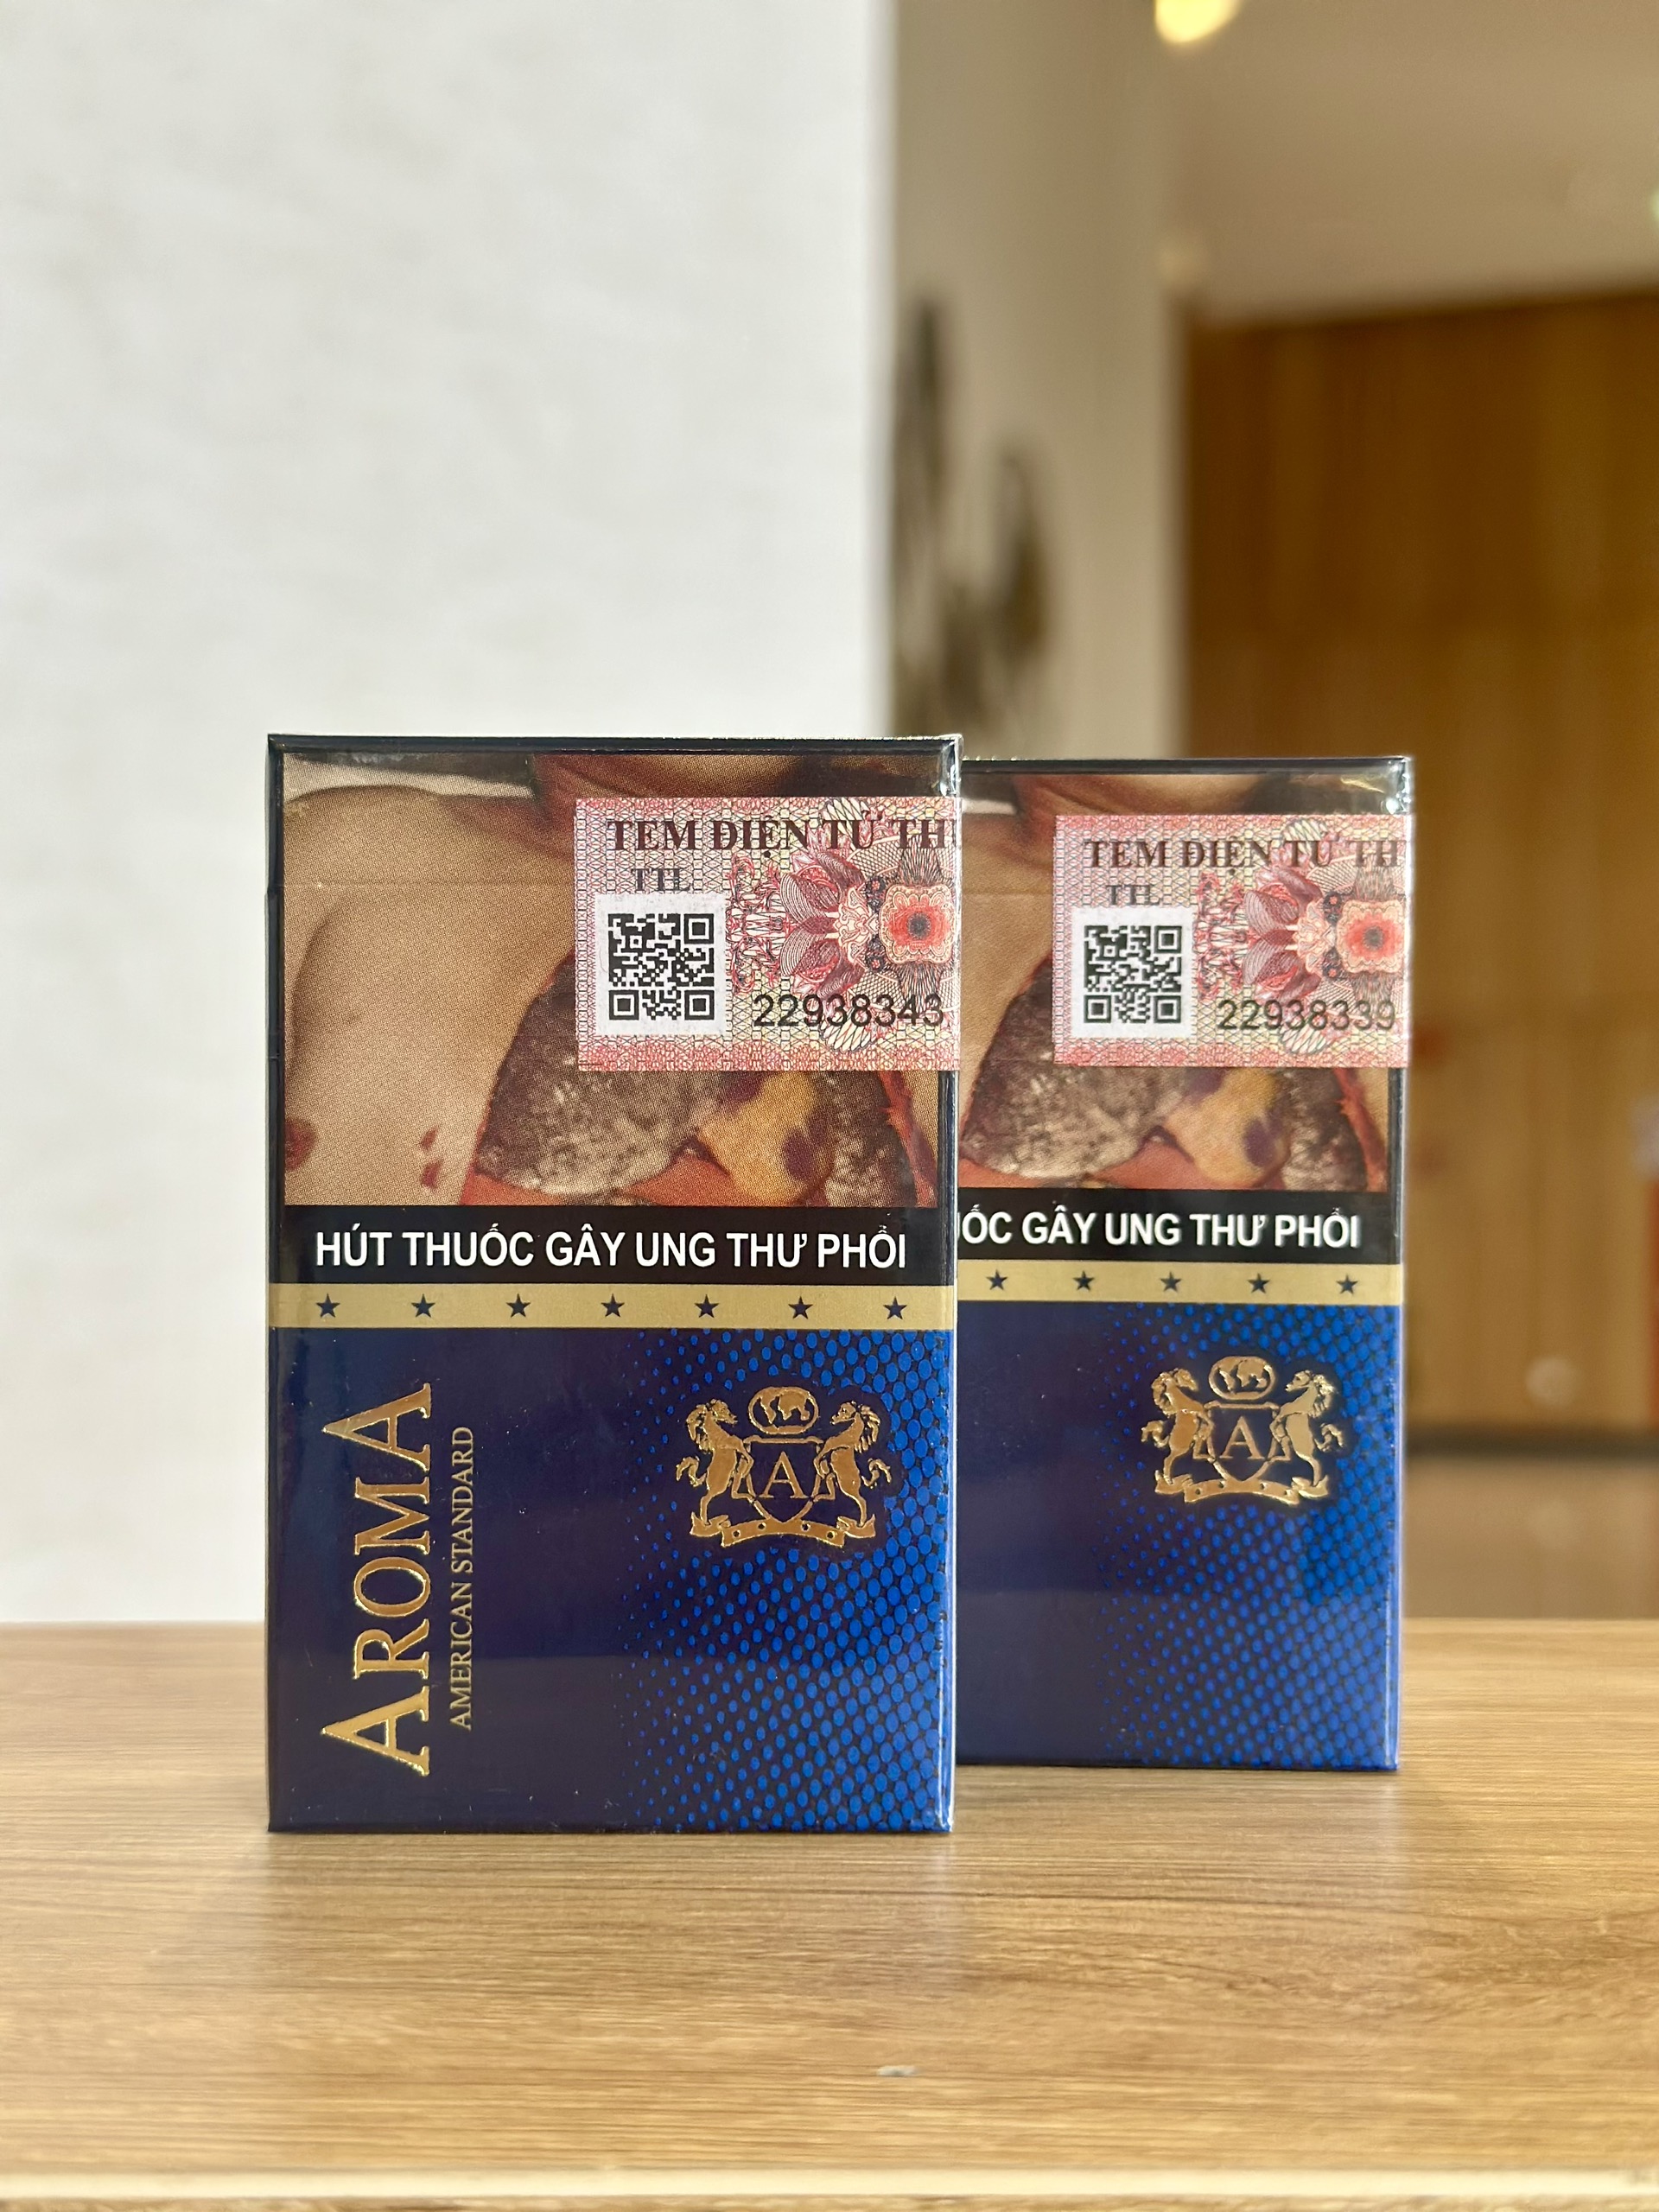 TEM ĐIỆN TỬ TH
TTL
22938343
HÚT THUỐC GÂY UNG THƯ PHỔI
AROMA
AMERICAN STANDARD
A
TEM ĐIỆN TỬ TH
TTL
22938339
UỐC GÂY UNG THƯ PHỔI
A